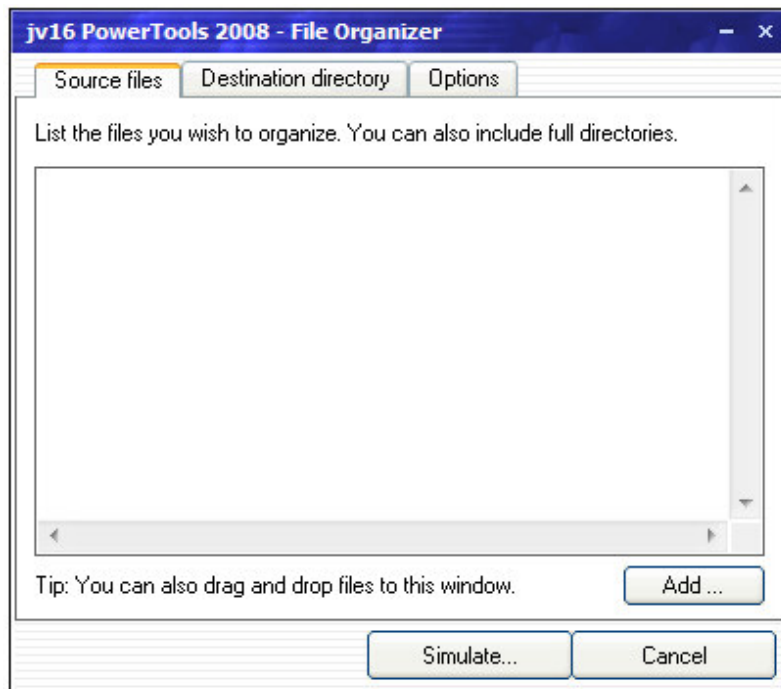 jv16 PowerTools 2008 - File Organizer
Source files Destination directory Options
List the files you wish to organize. You can also include full directories.
Tip: You can also drag and drop files to this window. Add ...
Simulate... Cancel